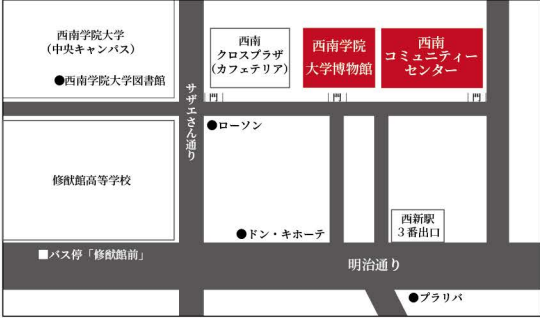 西南学院大学
（中央キャンパス）
●西南学院大学図書館
西南
クロスプラザ
（カフェテリア）
西南学院
大学博物館
西南
コミュニティー
センター
門
門
門
サザエさん通り
●ローソン
修猷館高等学校
●ドン・キホーテ
西新駅
3番出口
■バス停「修猷館前」
明治通り
●プラリバ